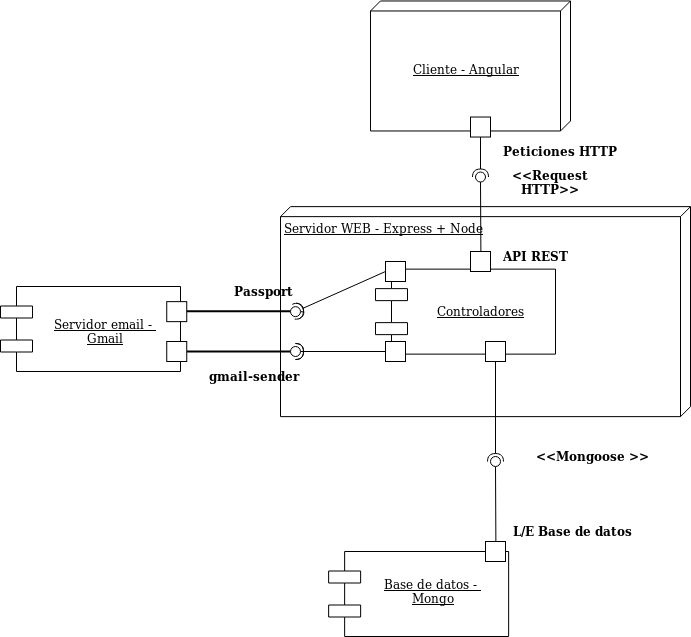 Cliente - Angular
Peticiones HTTP
<<Request
HTTP>>
Servidor WEB - Express + Node
API REST
Passport
Controladores
Servidor email -
Gmail
gmail-sender
<<Mongoose >>
L/E Base de datos
Base de datos -
Mongo